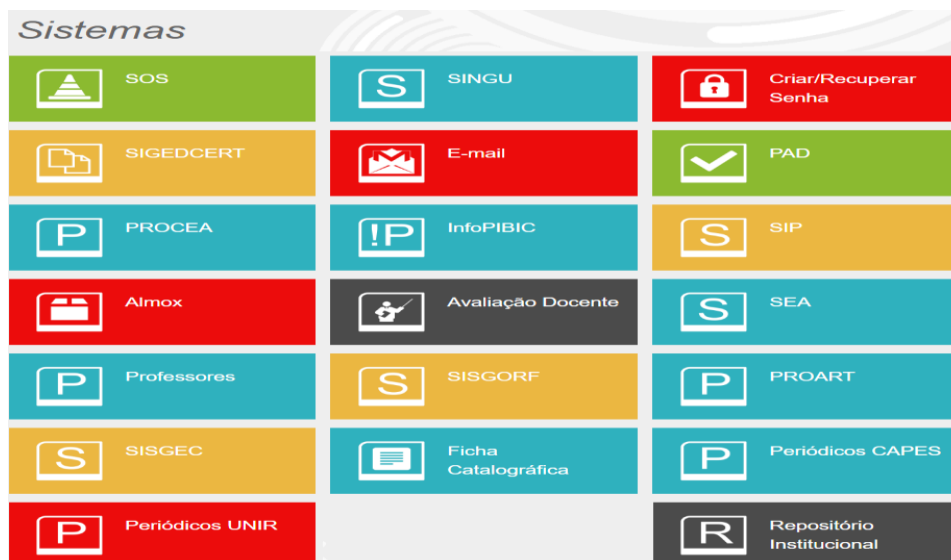 Sistemas
SOS
S
SINGU
Criar/Recuperar
Senha
SIGEDCERT
E-mail
PAD
P
PROCEA
!P
InfoPIBIC
S
SIP
Almox
Avaliação Docente
S
SEA
P
Professores
S
SISGORF
P
PROART
S
SISGEC
Ficha
Catalográfica
P
Periódicos CAPES
P
Periódicos UNIR
R
Repositório
Institucional